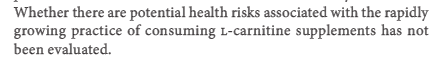 Whether there are potential health risks associated with the rapidly
growing practice of consuming L-carnitine supplements has not
been evaluated.